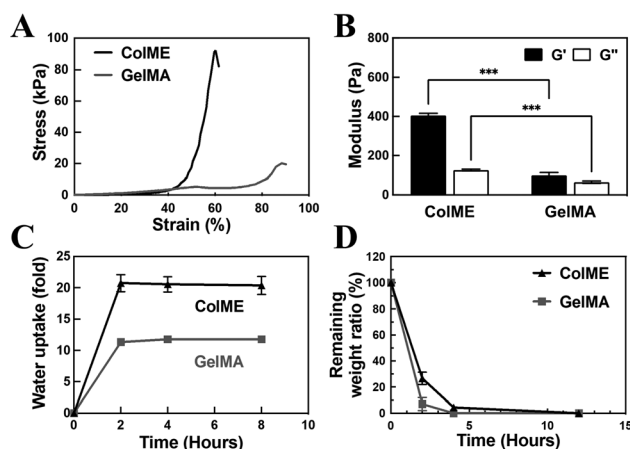 A
Stress (kPa)
100
80
60
40
20
0
ColME
GelMA
0 20 40 60 80 100
Strain (%)
B
Modulus (Pa)
800
600
400
200
0
G' G"
***
***
ColME GelMA
C
Water uptake (fold)
25
20
15
10
5
0
ColME
GelMA
0 2 4 6 8 10
Time (Hours)
D
Remaining
weight ratio (%)
120
100
80
60
40
20
0
ColME
GelMA
0 5 10 15
Time (Hours)